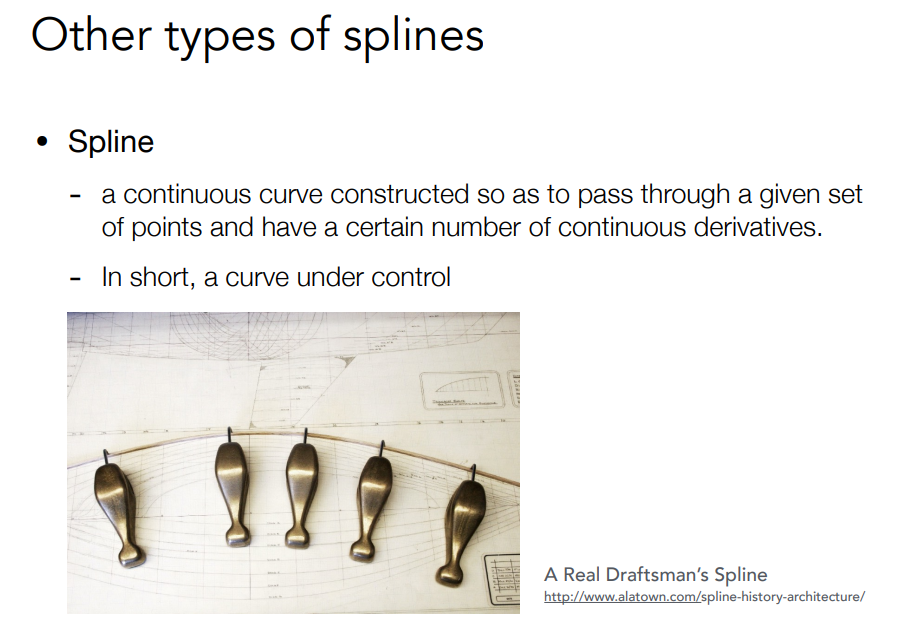 Other types of splines
• Spline
- a continuous curve constructed so as to pass through a given set
of points and have a certain number of continuous derivatives.
- In short, a curve under control
A Real Draftsman’s Spline
http://www.alatown.com/spline-history-architecture/